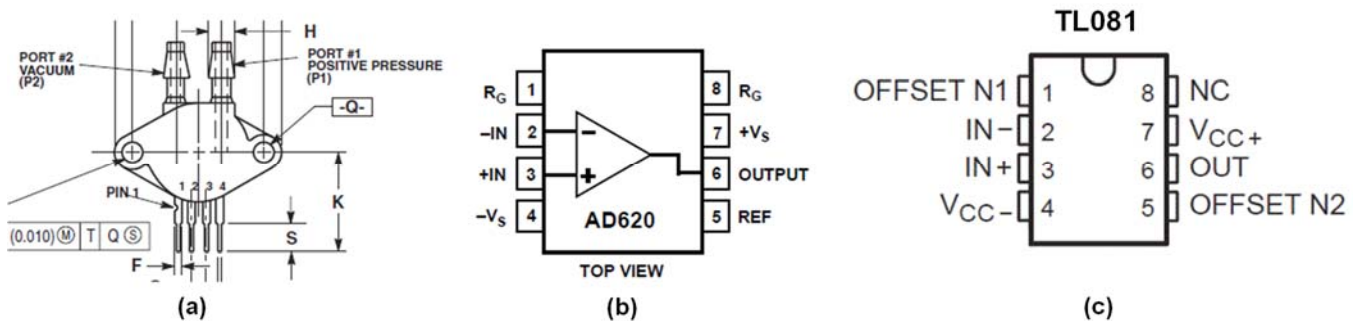 PORT #2
VACUUM
(P2)
H
PORT #1
POSITIVE PRESSURE
(P1)
-Q-
PIN 1
1 2 3 4
K
S
F
(0.010) Ⓜ T Q Ⓢ
(a)
RG 1
–IN 2
+IN 3
–VS 4
8 RG
7 +VS
6 OUTPUT
5 REF
AD620
TOP VIEW
(b)
TL081
OFFSET N1 1
IN– 2
IN+ 3
VCC– 4
8 NC
7 VCC+
6 OUT
5 OFFSET N2
(c)